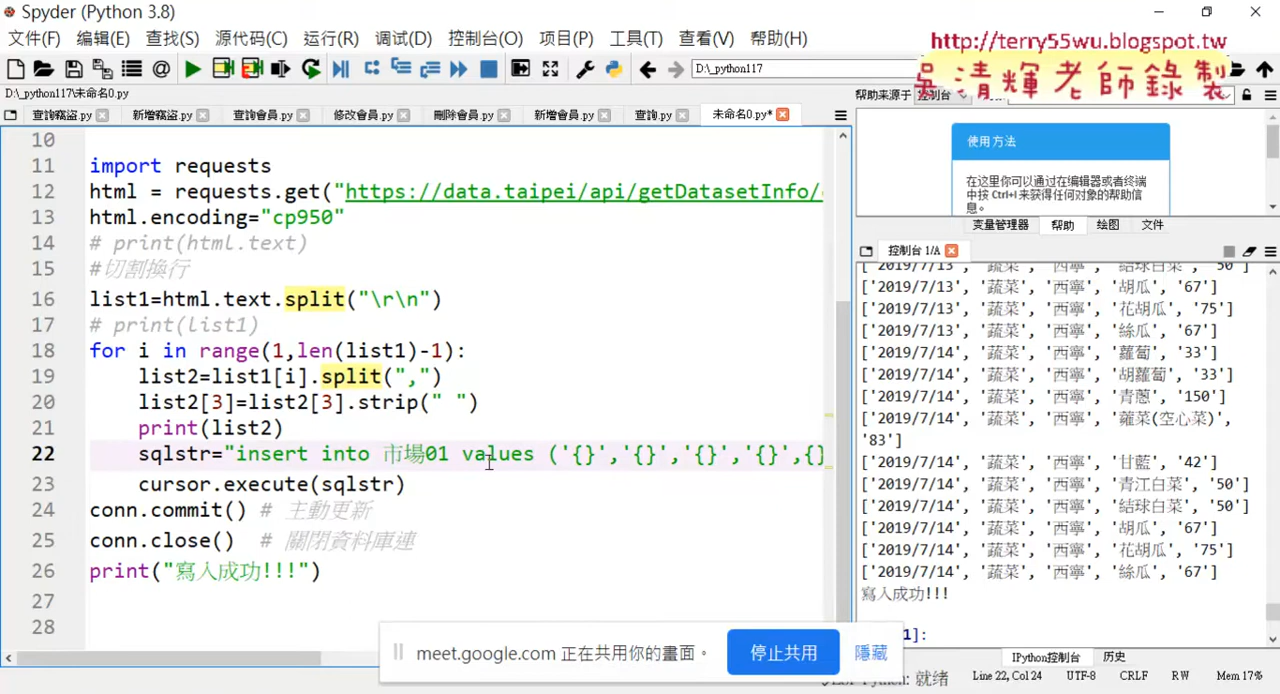 Spyder (Python 3.8)
文件(F) 编辑(E) 查找(S) 源代码(C) 运行(R) 调试(D) 控制台(O) 项目(P) 工具(T) 查看(V) 帮助(H)
http://terry55wu.blogspot.tw
吳清輝老師錄製
D:\_python117
D:\_python117\未命名0.py
帮助来源于 控制台
查詢竊盜.py 新增竊盜.py 查詢會員.py 修改會員.py 刪除會員.py 新增會員.py 查詢.py 未命名0.py*
10
11 import requests
12 html = requests.get("https://data.taipei/api/getDatasetInfo/
13 html.encoding="cp950"
14 # print(html.text)
15 #切割換行
16 list1=html.text.split("\r\n")
17 # print(list1)
18 for i in range(1,len(list1)-1):
19 list2=list1[i].split(",")
20 list2[3]=list2[3].strip(" ")
21 print(list2)
22 sqlstr="insert into 市場01 values ('{}','{}','{}','{}',{}
23 cursor.execute(sqlstr)
24 conn.commit() # 主動更新
25 conn.close() # 關閉資料庫連
26 print("寫入成功!!!")
27
28
使用方法
在这里你可以通过在编辑器或者终端
中按 Ctrl+I 来获得任何对象的帮助信
息。
变量管理器 帮助 绘图 文件
控制台 1/A
['2019/7/13', '蔬菜', '西寧', '結球白菜', '50']
['2019/7/13', '蔬菜', '西寧', '胡瓜', '67']
['2019/7/13', '蔬菜', '西寧', '花胡瓜', '75']
['2019/7/13', '蔬菜', '西寧', '絲瓜', '67']
['2019/7/14', '蔬菜', '西寧', '蘿蔔', '33']
['2019/7/14', '蔬菜', '西寧', '胡蘿蔔', '33']
['2019/7/14', '蔬菜', '西寧', '青蔥', '150']
['2019/7/14', '蔬菜', '西寧', '蕹菜(空心菜)',
'83']
['2019/7/14', '蔬菜', '西寧', '甘藍', '42']
['2019/7/14', '蔬菜', '西寧', '青江白菜', '50']
['2019/7/14', '蔬菜', '西寧', '結球白菜', '50']
['2019/7/14', '蔬菜', '西寧', '胡瓜', '67']
['2019/7/14', '蔬菜', '西寧', '花胡瓜', '75']
['2019/7/14', '蔬菜', '西寧', '絲瓜', '67']
寫入成功!!!
1]:
meet.google.com 正在共用你的畫面。 停止共用 隱藏
IPython控制台 历史
Python: 就绪 Line 22, Col 24 UTF-8 CRLF RW Mem 17%